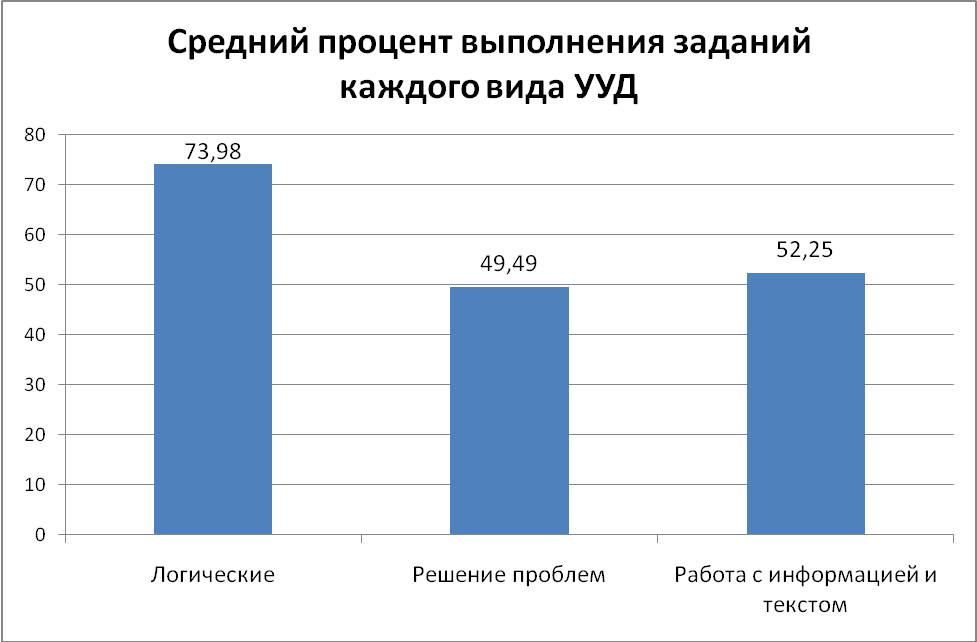 Средний процент выполнения заданий
каждого вида УУД
80
70
60
50
40
30
20
10
0
73,98
49,49
52,25
Логические
Решение проблем
Работа с информацией и
текстом